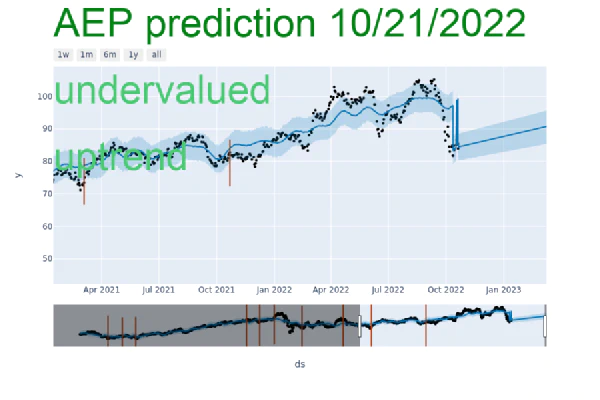 AEP prediction 10/21/2022
1w 1m 6m 1y all
undervalued
uptrend
100
90
80
70
60
50
y
Apr 2021 Jul 2021 Oct 2021 Jan 2022 Apr 2022 Jul 2022 Oct 2022 Jan 2023
ds